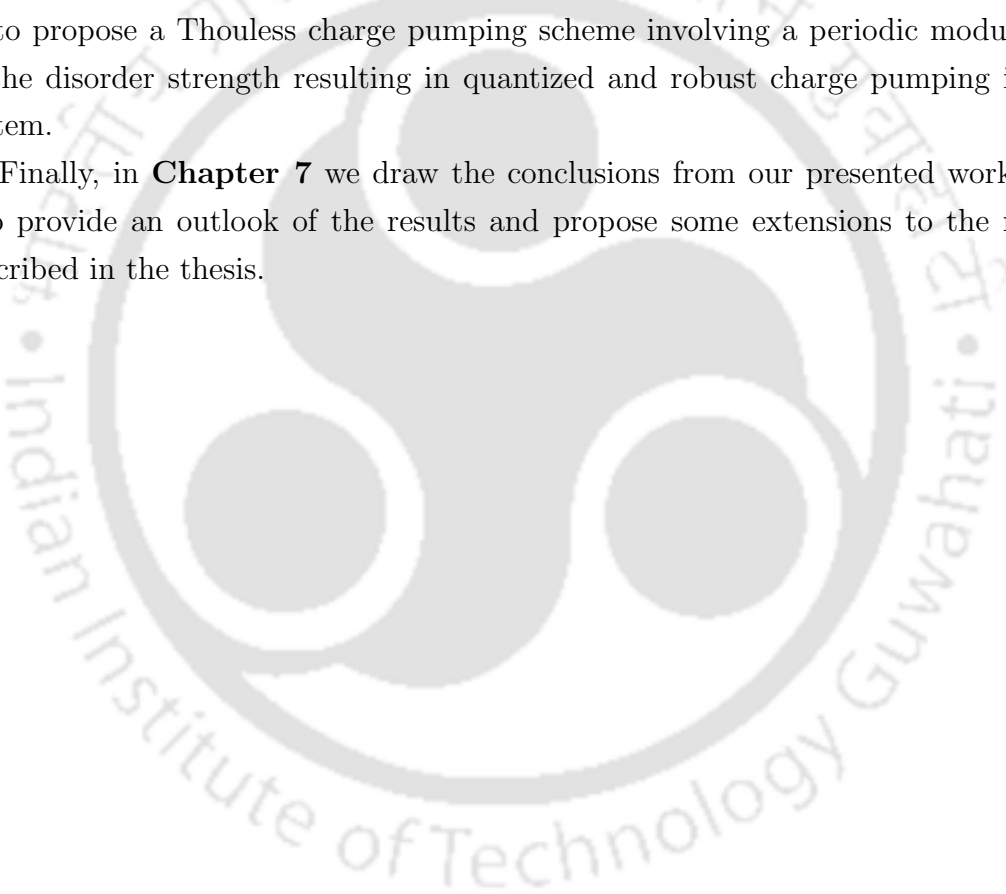 to propose a Thouless charge pumping scheme involving a periodic modu
he disorder strength resulting in quantized and robust charge pumping i
tem.
Finally, in Chapter 7 we draw the conclusions from our presented work
provide an outlook of the results and propose some extensions to the
cribed in the thesis.
Indian Institute of Technology Guwahati